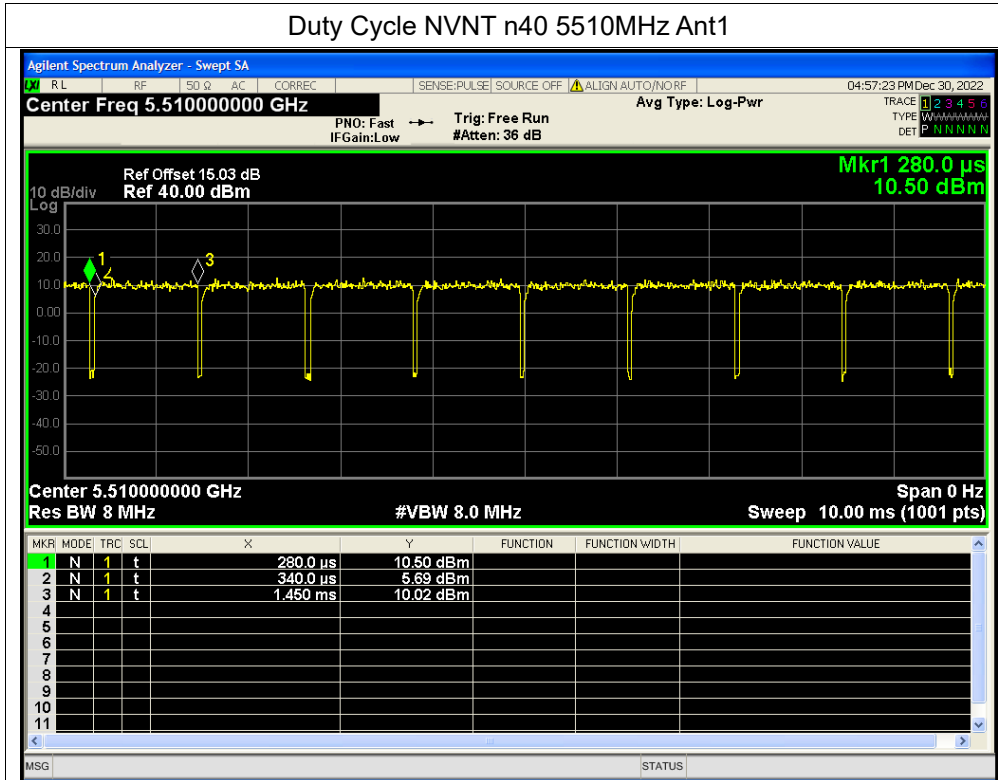 Duty Cycle NVNT n40 5510MHz Ant1
Agilent Spectrum Analyzer - Swept SA
LXI RL RF 50 Ω AC CORREC SENSE:PULSE SOURCE OFF ALIGN AUTO/NORF 04:57:23 PM Dec 30, 2022
Center Freq 5.510000000 GHz Avg Type: Log-Pwr TRACE 1 2 3 4 5 6
PNO: Fast Trig: Free Run TYPE W
IFGain:Low #Atten: 36 dB DET P N N N N N
Mkr1 280.0 µs
Ref Offset 15.03 dB
10 dB/div Ref 40.00 dBm 10.50 dBm
Log
30.0
20.0
1 2 3
10.0
0.00
-10.0
-20.0
-30.0
-40.0
-50.0
Center 5.510000000 GHz Span 0 Hz
Res BW 8 MHz #VBW 8.0 MHz Sweep 10.00 ms (1001 pts)
MKR MODE TRC SCL X Y FUNCTION FUNCTION WIDTH FUNCTION VALUE
1 N 1 t 280.0 µs 10.50 dBm
2 N 1 t 340.0 µs 5.69 dBm
3 N 1 t 1.450 ms 10.02 dBm
4
5
6
7
8
9
10
11
MSG STATUS